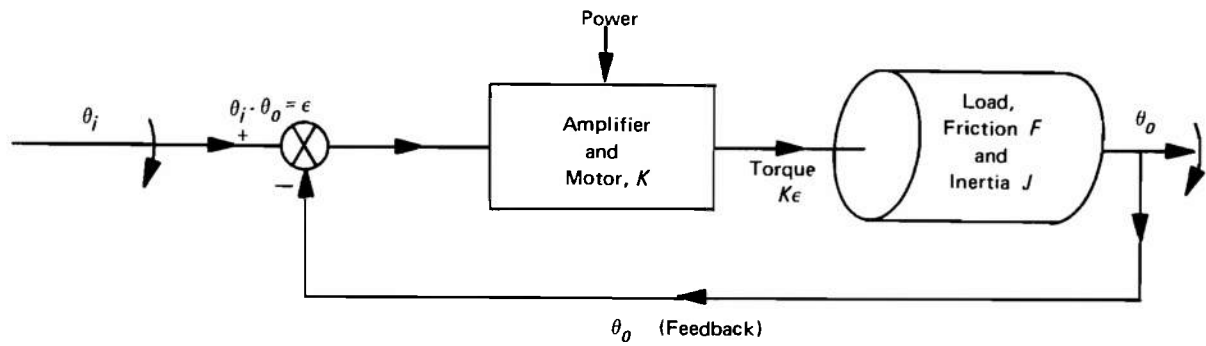 Power
θi
θi - θo = ϵ
+
−
Amplifier
and
Motor, K
Torque
Kϵ
Load,
Friction F
and
Inertia J
θo
θo (Feedback)